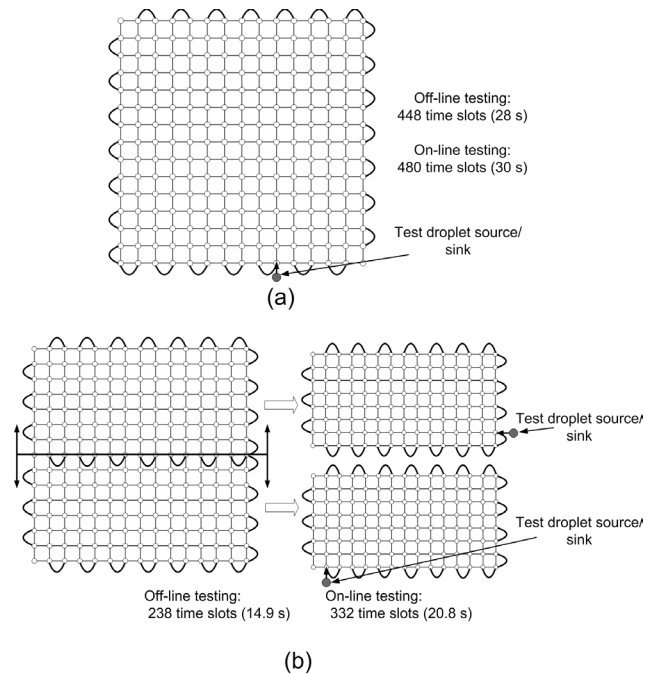 Off-line testing:
448 time slots (28 s)
On-line testing:
480 time slots (30 s)
Test droplet source/
sink
(a)
Test droplet source/
sink
Test droplet source/
sink
Off-line testing:
238 time slots (14.9 s)
On-line testing:
332 time slots (20.8 s)
(b)